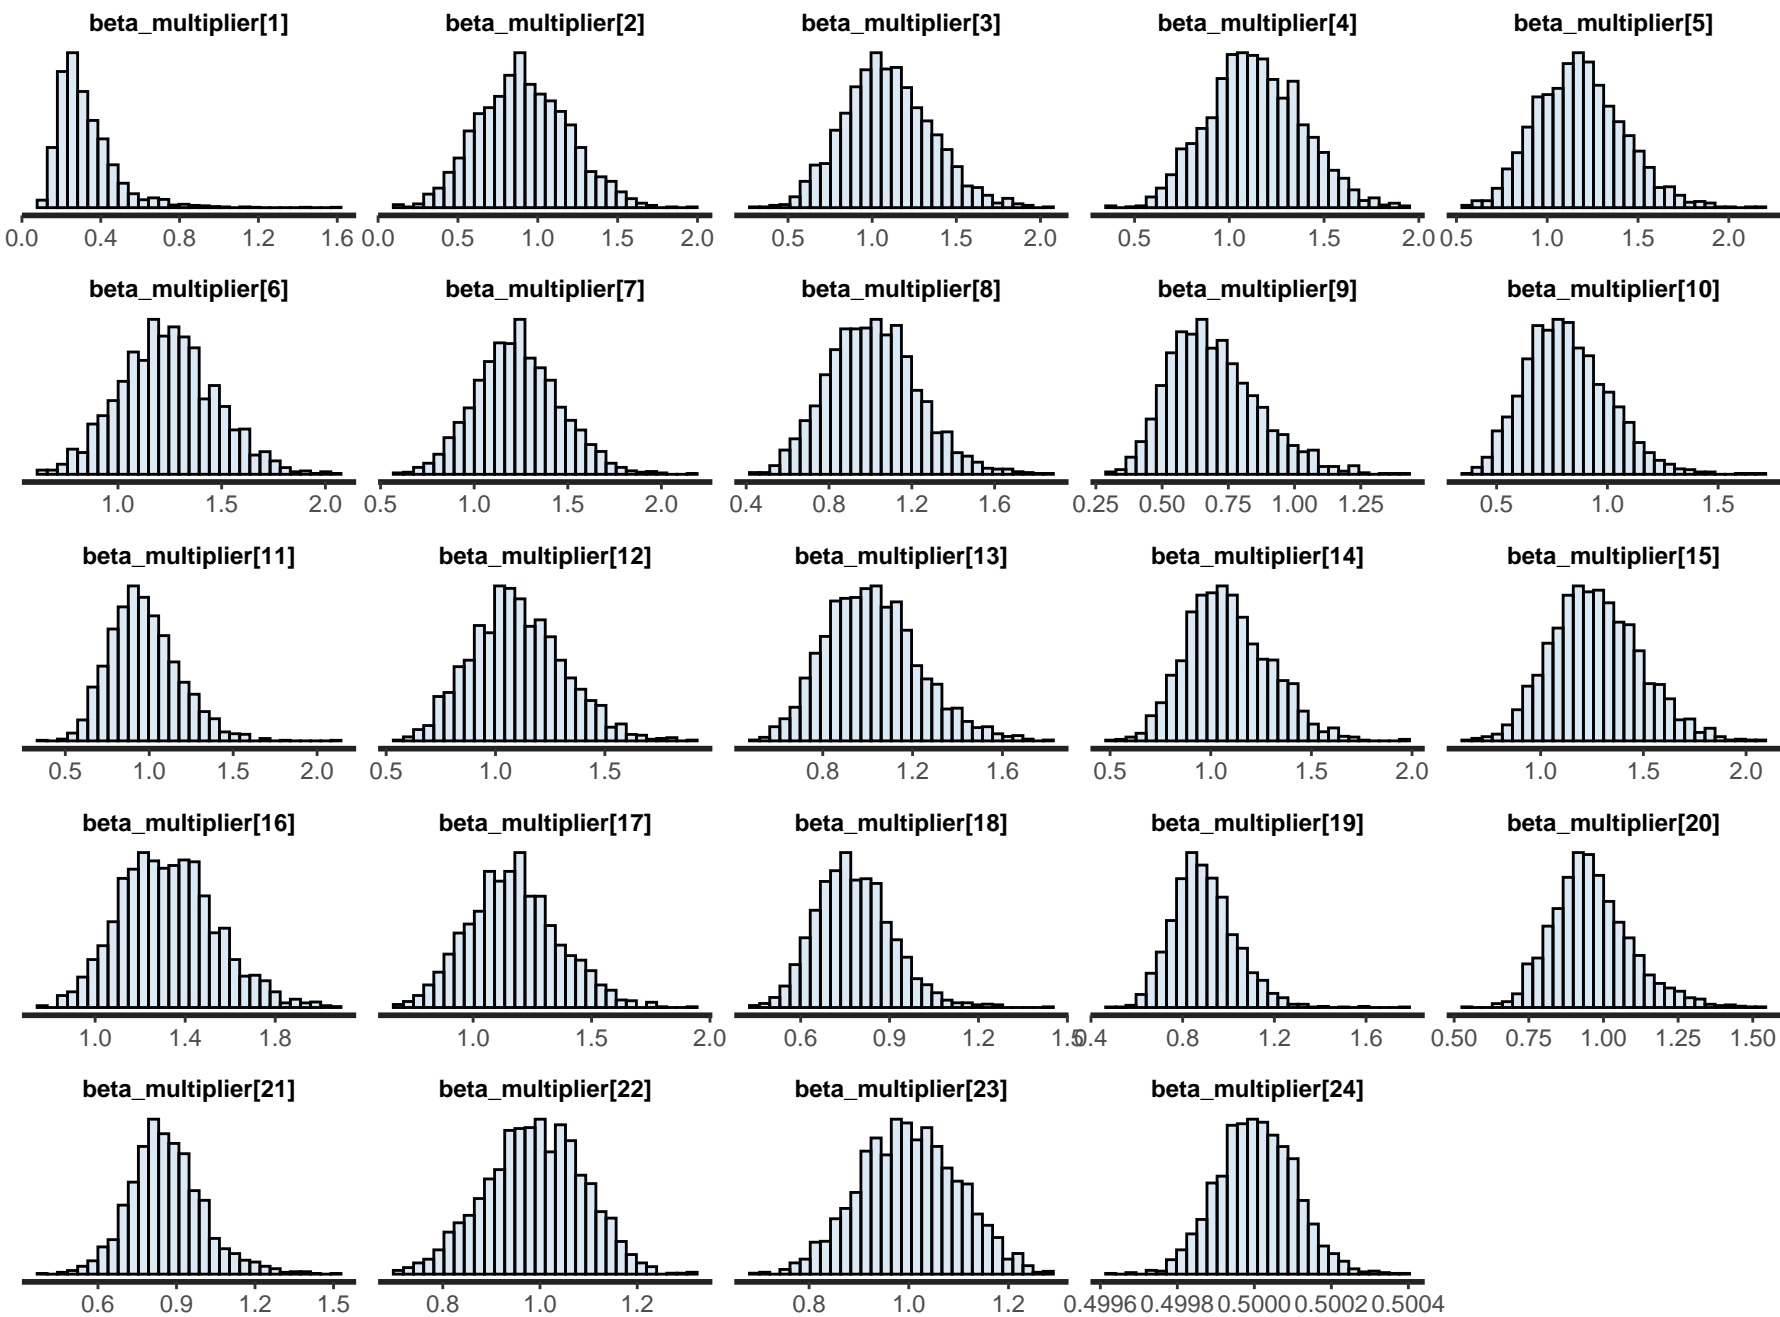 beta_multiplier[1] beta_multiplier[2] beta_multiplier[3] beta_multiplier[4] beta_multiplier[5]
0.0 0.4 0.8 1.2 1.6 0.0 0.5 1.0 1.5 2.0 0.5 1.0 1.5 2.0 0.5 1.0 1.5 2.0 0.5 1.0 1.5 2.0
beta_multiplier[6] beta_multiplier[7] beta_multiplier[8] beta_multiplier[9] beta_multiplier[10]
1.0 1.5 2.0 0.5 1.0 1.5 2.0 0.4 0.8 1.2 1.6 0.25 0.50 0.75 1.00 1.25 0.5 1.0 1.5
beta_multiplier[11] beta_multiplier[12] beta_multiplier[13] beta_multiplier[14] beta_multiplier[15]
0.5 1.0 1.5 2.0 0.5 1.0 1.5 0.8 1.2 1.6 0.5 1.0 1.5 2.0 1.0 1.5 2.0
beta_multiplier[16] beta_multiplier[17] beta_multiplier[18] beta_multiplier[19] beta_multiplier[20]
1.0 1.4 1.8 1.0 1.5 2.0 0.6 0.9 1.2 1.5 0.4 0.8 1.2 1.6 0.50 0.75 1.00 1.25 1.50
beta_multiplier[21] beta_multiplier[22] beta_multiplier[23] beta_multiplier[24]
0.6 0.9 1.2 1.5 0.8 1.0 1.2 0.8 1.0 1.2 0.4996 0.4998 0.5000 0.5002 0.5004